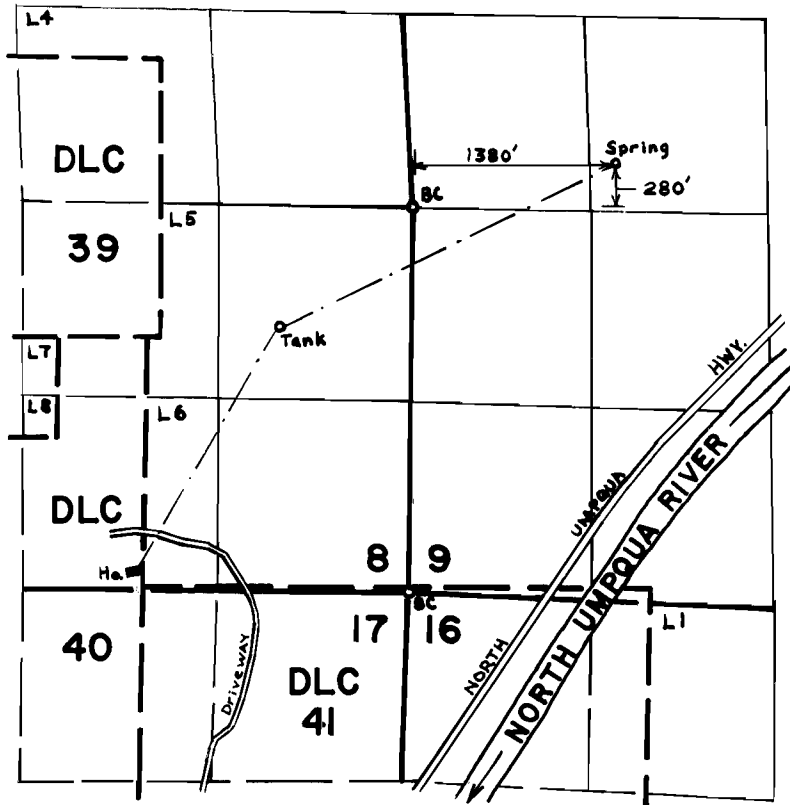 L4
DLC
1380'
Spring
280'
BC
L5
39
Tank
L7
L8
L6
HWY.
DLC
UMPQUA
NORTH UMPQUA RIVER
Ho.
8 9
BC
17 16
L1
40
NORTH
Driveway
DLC
41